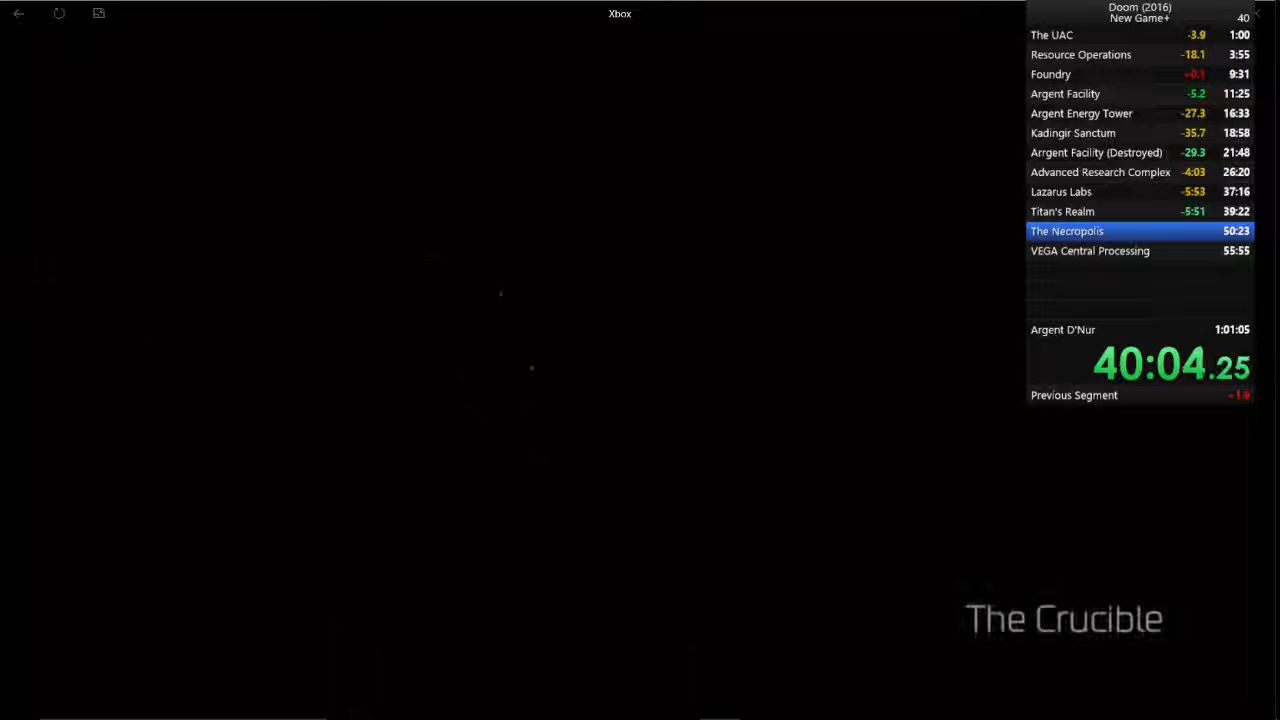 Xbox
Doom (2016)
New Game+ 40
The UAC -3.9 1:00
Resource Operations -18.1 3:55
Foundry +0.1 9:31
Argent Facility -5.2 11:25
Argent Energy Tower -27.3 16:33
Kadingir Sanctum -35.7 18:58
Arrgent Facility (Destroyed) -29.3 21:48
Advanced Research Complex -4:03 26:20
Lazarus Labs -5:53 37:16
Titan's Realm -5:51 39:22
The Necropolis 50:23
VEGA Central Processing 55:55
Argent D'Nur 1:01:05
40:04.25
Previous Segment +1.9
The Crucible